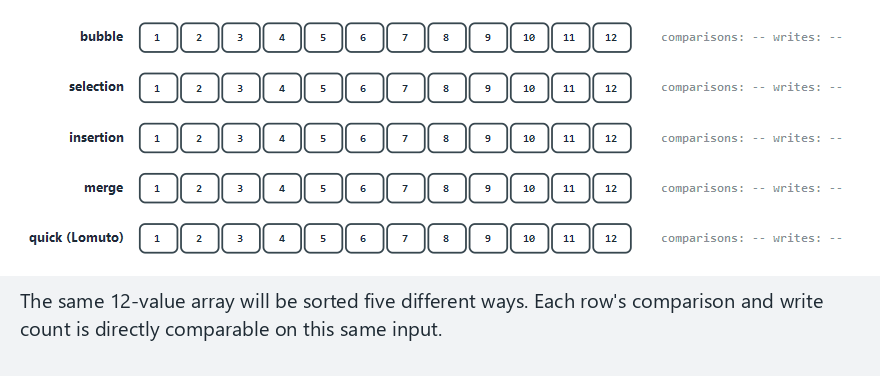 bubble 1 2 3 4 5 6 7 8 9 10 11 12 comparisons: -- writes: --
selection 1 2 3 4 5 6 7 8 9 10 11 12 comparisons: -- writes: --
insertion 1 2 3 4 5 6 7 8 9 10 11 12 comparisons: -- writes: --
merge 1 2 3 4 5 6 7 8 9 10 11 12 comparisons: -- writes: --
quick (Lomuto) 1 2 3 4 5 6 7 8 9 10 11 12 comparisons: -- writes: --
The same 12-value array will be sorted five different ways. Each row's comparison and write
count is directly comparable on this same input.